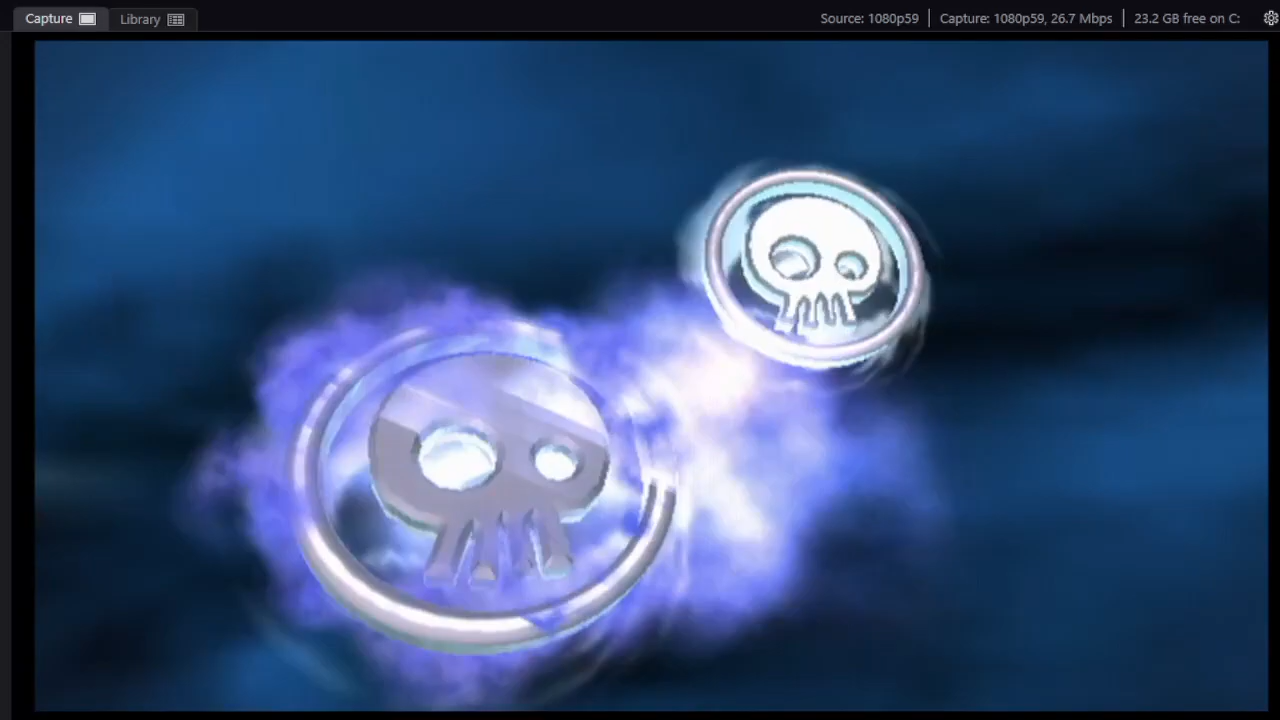 Capture
Library
Source: 1080p59
Capture: 1080p59, 26.7 Mbps
23.2 GB free on C: